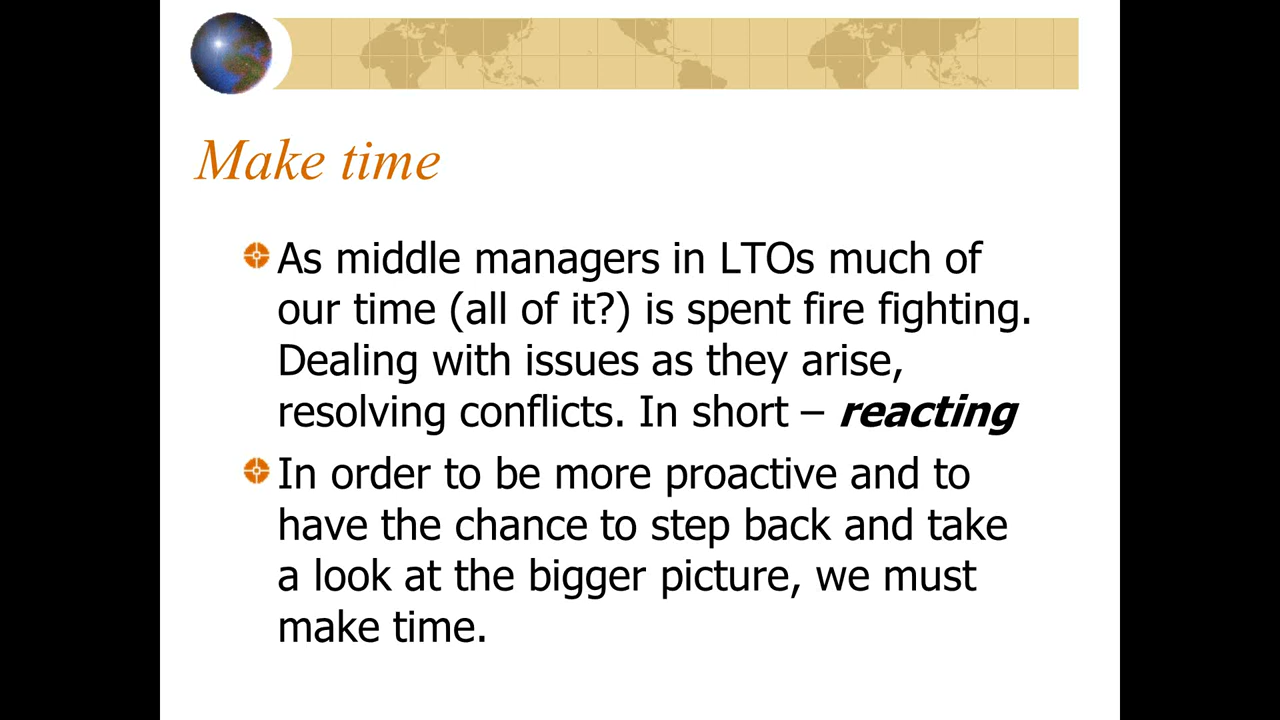 Make time
As middle managers in LTOs much of
our time (all of it?) is spent fire fighting.
Dealing with issues as they arise,
resolving conflicts. In short – reacting
In order to be more proactive and to
have the chance to step back and take
a look at the bigger picture, we must
make time.